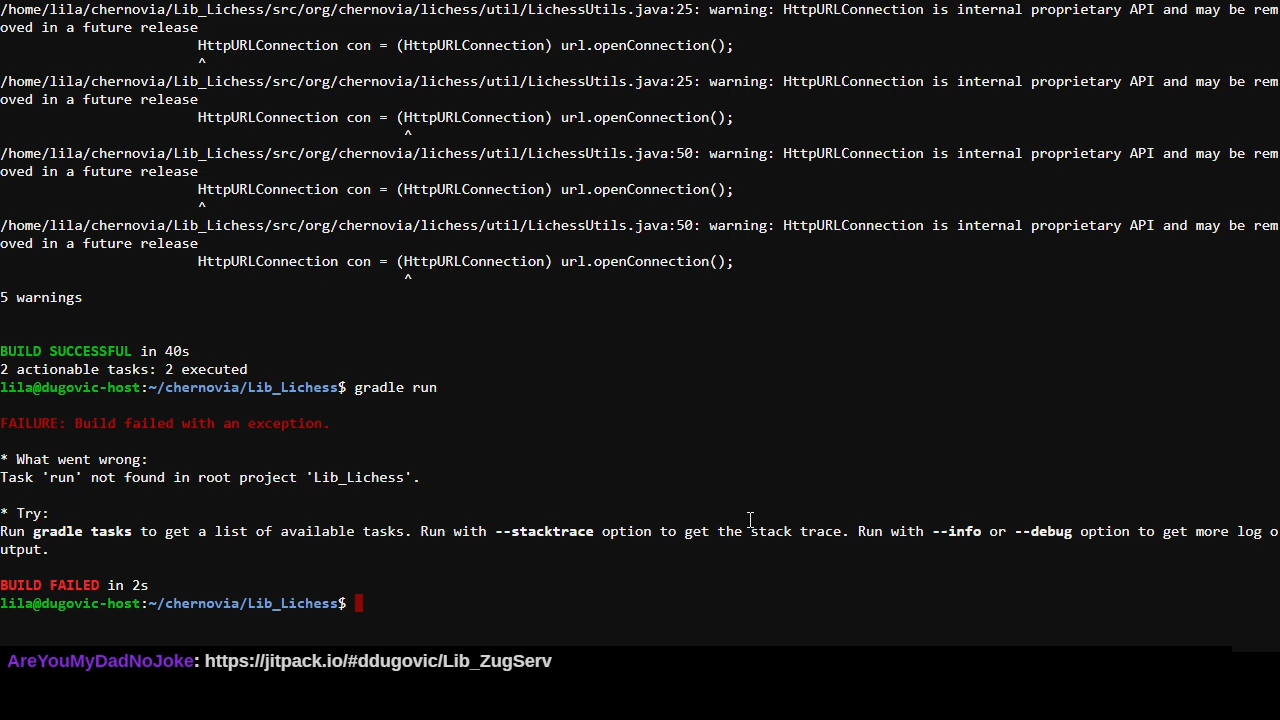 /home/lila/chernovia/Lib_Lichess/src/org/chernovia/lichess/util/LichessUtils.java:25: warning: HttpURLConnection is internal proprietary API and may be rem
oved in a future release
                        HttpURLConnection con = (HttpURLConnection) url.openConnection();
                        ^
/home/lila/chernovia/Lib_Lichess/src/org/chernovia/lichess/util/LichessUtils.java:25: warning: HttpURLConnection is internal proprietary API and may be rem
oved in a future release
                        HttpURLConnection con = (HttpURLConnection) url.openConnection();
                                                 ^
/home/lila/chernovia/Lib_Lichess/src/org/chernovia/lichess/util/LichessUtils.java:50: warning: HttpURLConnection is internal proprietary API and may be rem
oved in a future release
                        HttpURLConnection con = (HttpURLConnection) url.openConnection();
                        ^
/home/lila/chernovia/Lib_Lichess/src/org/chernovia/lichess/util/LichessUtils.java:50: warning: HttpURLConnection is internal proprietary API and may be rem
oved in a future release
                        HttpURLConnection con = (HttpURLConnection) url.openConnection();
                                                 ^
5 warnings
BUILD SUCCESSFUL in 40s
2 actionable tasks: 2 executed
lila@dugovic-host:~/chernovia/Lib_Lichess$ gradle run
FAILURE: Build failed with an exception.
* What went wrong:
Task 'run' not found in root project 'Lib_Lichess'.
* Try:
Run gradle tasks to get a list of available tasks. Run with --stacktrace option to get the stack trace. Run with --info or --debug option to get more log o
utput.
BUILD FAILED in 2s
lila@dugovic-host:~/chernovia/Lib_Lichess$
AreYouMyDadNoJoke: https://jitpack.io/#ddugovic/Lib_ZugServ